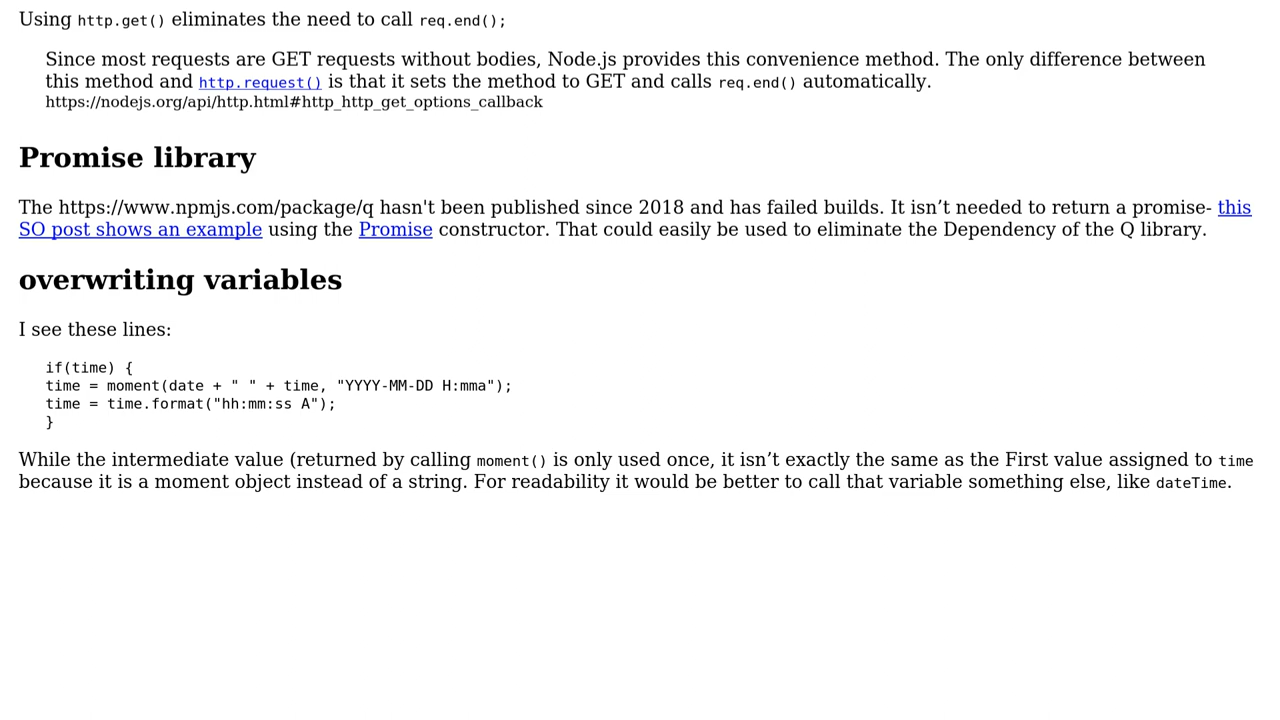 Using http.get() eliminates the need to call req.end();
Since most requests are GET requests without bodies, Node.js provides this convenience method. The only difference between
this method and http.request() is that it sets the method to GET and calls req.end() automatically.
https://nodejs.org/api/http.html#http_http_get_options_callback
Promise library
The https://www.npmjs.com/package/q hasn't been published since 2018 and has failed builds. It isn’t needed to return a promise- this
SO post shows an example using the Promise constructor. That could easily be used to eliminate the Dependency of the Q library.
overwriting variables
I see these lines:
if(time) {
time = moment(date + " " + time, "YYYY-MM-DD H:mma");
time = time.format("hh:mm:ss A");
}
While the intermediate value (returned by calling moment() is only used once, it isn’t exactly the same as the First value assigned to time
because it is a moment object instead of a string. For readability it would be better to call that variable something else, like dateTime.